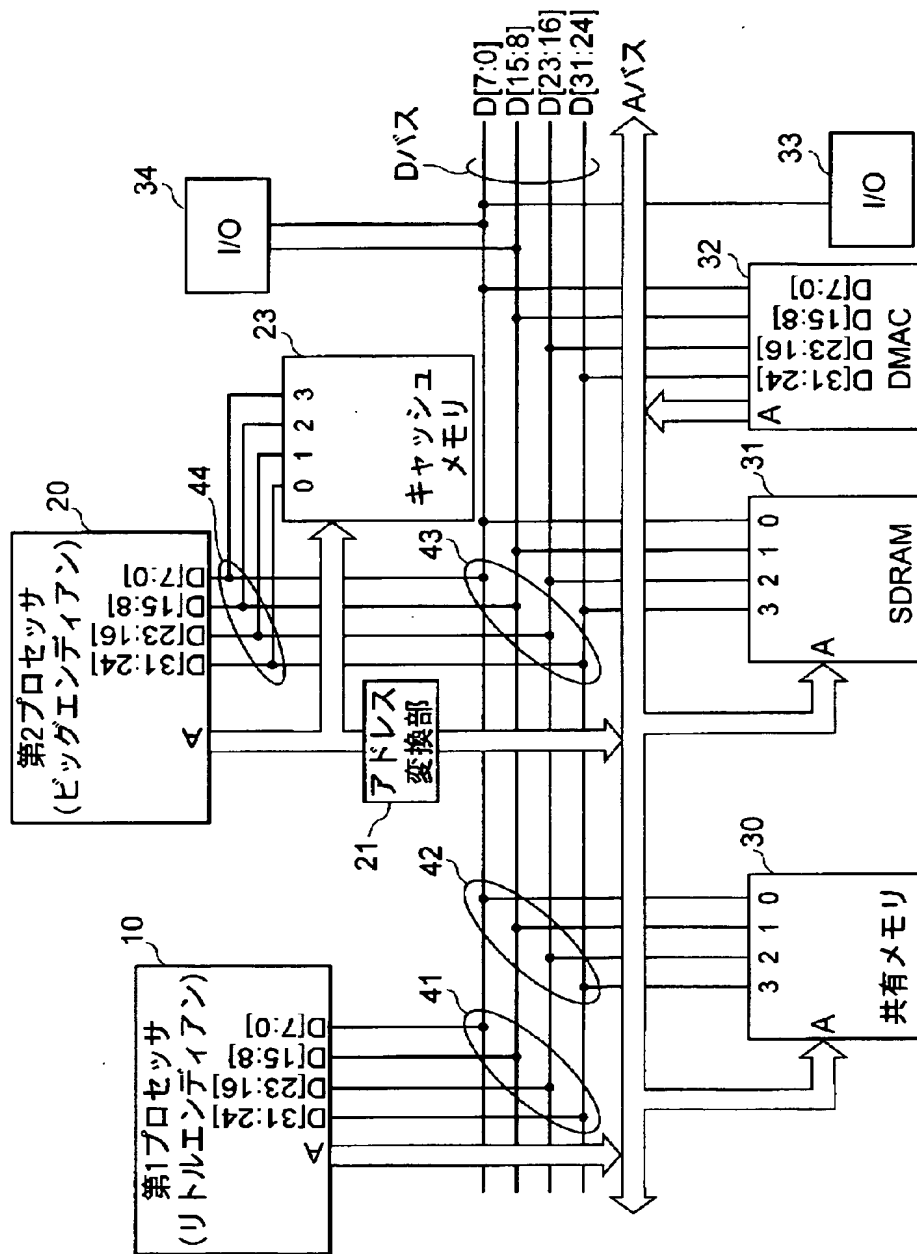 第1プロセッサ
(リトルエンディアン)
10
A
D[31:24]
D[23:16]
D[15:8]
D[7:0]
41
42
第2プロセッサ
(ビッグエンディアン)
20
A
D[31:24]
D[23:16]
D[15:8]
D[7:0]
44
21
アドレス
変換部
43
23
0 1 2 3
キャッシュ
メモリ
34
I/O
Dバス
D[7:0]
D[15:8]
D[23:16]
D[31:24]
Aバス
30
3 2 1 0
A
共有メモリ
31
3 2 1 0
A
SDRAM
32
A
D[31:24]
D[23:16]
D[15:8]
D[7:0]
DMAC
33
I/O